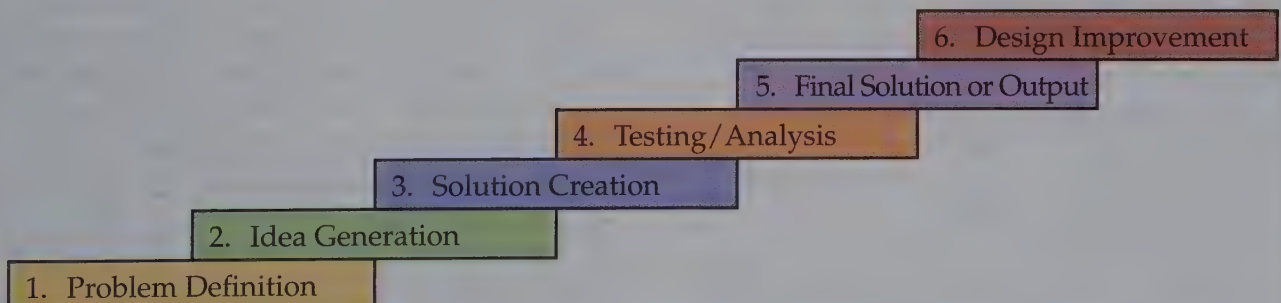 6. Design Improvement
5. Final Solution or Output
4. Testing/Analysis
3. Solution Creation
2. Idea Generation
1. Problem Definition